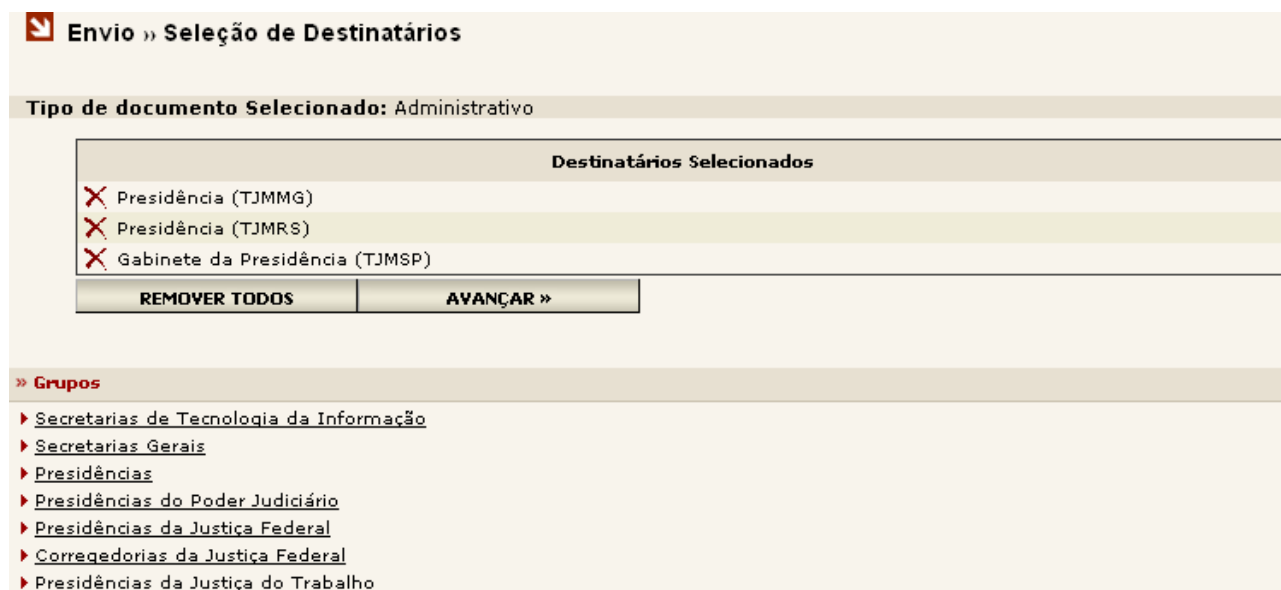 Envio » Seleção de Destinatários
Tipo de documento Selecionado: Administrativo
Destinatários Selecionados
Presidência (TJMMG)
Presidência (TJMRS)
Gabinete da Presidência (TJMSP)
REMOVER TODOS AVANÇAR »
» Grupos
Secretarias de Tecnologia da Informação
Secretarias Gerais
Presidências
Presidências do Poder Judiciário
Presidências da Justiça Federal
Corregedorias da Justiça Federal
Presidências da Justiça do Trabalho